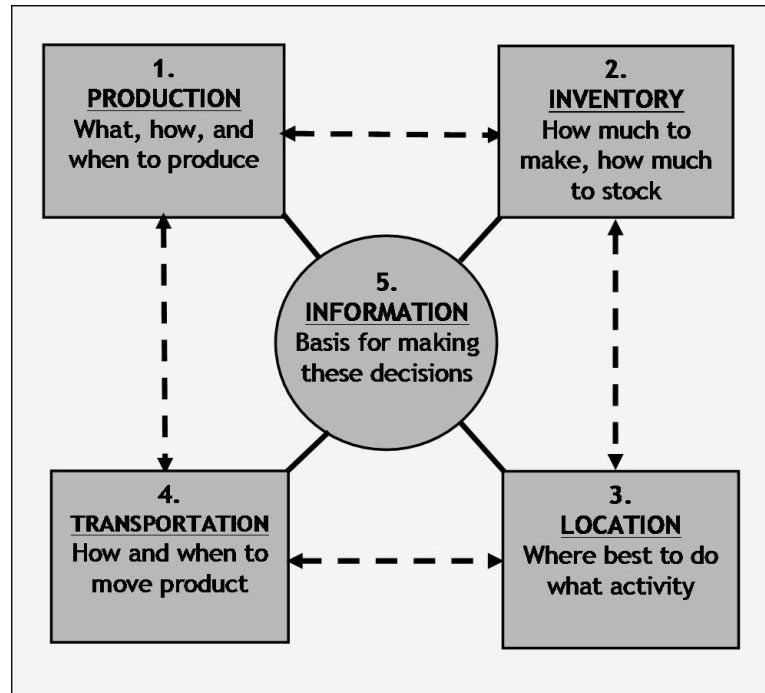 1.
PRODUCTION
What, how, and
when to produce
2.
INVENTORY
How much to
make, how much
to stock
5.
INFORMATION
Basis for making
these decisions
4.
TRANSPORTATION
How and when to
move product
3.
LOCATION
Where best to do
what activity